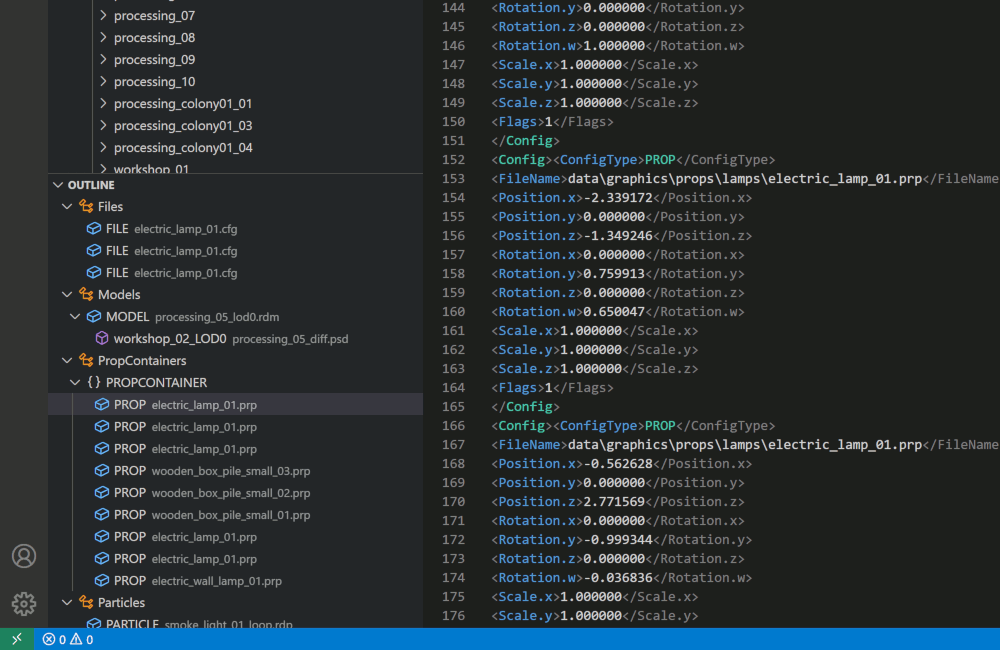 processing_07
processing_08
processing_09
processing_10
processing_colony01_01
processing_colony01_03
processing_colony01_04
workshop_01
OUTLINE
Files
FILE electric_lamp_01.cfg
FILE electric_lamp_01.cfg
FILE electric_lamp_01.cfg
Models
MODEL processing_05_lod0.rdm
workshop_02_LOD0 processing_05_diff.psd
PropContainers
{} PROPCONTAINER
PROP electric_lamp_01.prp
PROP electric_lamp_01.prp
PROP electric_lamp_01.prp
PROP wooden_box_pile_small_03.prp
PROP wooden_box_pile_small_02.prp
PROP wooden_box_pile_small_01.prp
PROP electric_lamp_01.prp
PROP electric_lamp_01.prp
PROP electric_wall_lamp_01.prp
Particles
PARTICLE smoke_light_01_loop.rdp
0 0
144 <Rotation.y>0.000000</Rotation.y>
145 <Rotation.z>0.000000</Rotation.z>
146 <Rotation.w>1.000000</Rotation.w>
147 <Scale.x>1.000000</Scale.x>
148 <Scale.y>1.000000</Scale.y>
149 <Scale.z>1.000000</Scale.z>
150 <Flags>1</Flags>
151 </Config>
152 <Config><ConfigType>PROP</ConfigType>
153 <FileName>data\graphics\props\lamps\electric_lamp_01.prp</FileName
154 <Position.x>-2.339172</Position.x>
155 <Position.y>0.000000</Position.y>
156 <Position.z>-1.349246</Position.z>
157 <Rotation.x>0.000000</Rotation.x>
158 <Rotation.y>0.759913</Rotation.y>
159 <Rotation.z>0.000000</Rotation.z>
160 <Rotation.w>0.650047</Rotation.w>
161 <Scale.x>1.000000</Scale.x>
162 <Scale.y>1.000000</Scale.y>
163 <Scale.z>1.000000</Scale.z>
164 <Flags>1</Flags>
165 </Config>
166 <Config><ConfigType>PROP</ConfigType>
167 <FileName>data\graphics\props\lamps\electric_lamp_01.prp</FileName
168 <Position.x>-0.562628</Position.x>
169 <Position.y>0.000000</Position.y>
170 <Position.z>2.771569</Position.z>
171 <Rotation.x>0.000000</Rotation.x>
172 <Rotation.y>-0.999344</Rotation.y>
173 <Rotation.z>0.000000</Rotation.z>
174 <Rotation.w>-0.036836</Rotation.w>
175 <Scale.x>1.000000</Scale.x>
176 <Scale.y>1.000000</Scale.y>